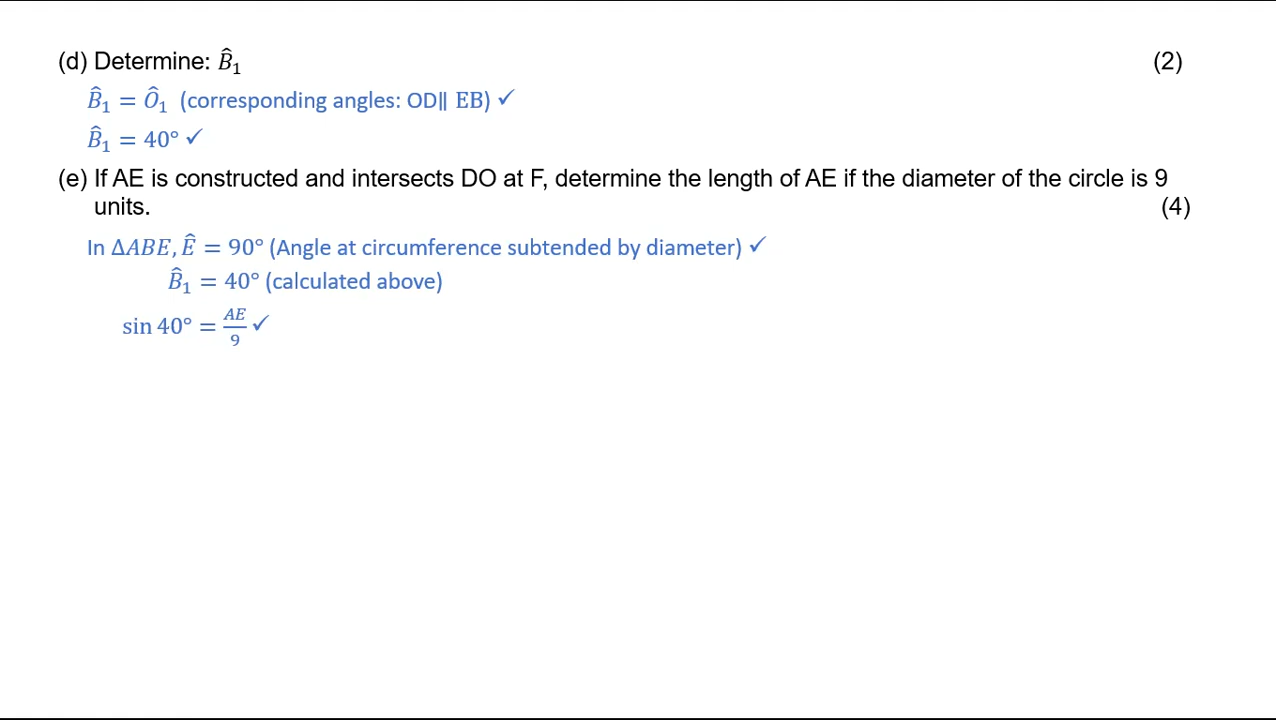 (d) Determine: B̂₁ (2)
B̂₁ = Ô₁ (corresponding angles: OD∥ EB) ✓
B̂₁ = 40° ✓
(e) If AE is constructed and intersects DO at F, determine the length of AE if the diameter of the circle is 9
units. (4)
In ΔABE, Ê = 90° (Angle at circumference subtended by diameter) ✓
B̂₁ = 40° (calculated above)
sin 40° = AE/9 ✓